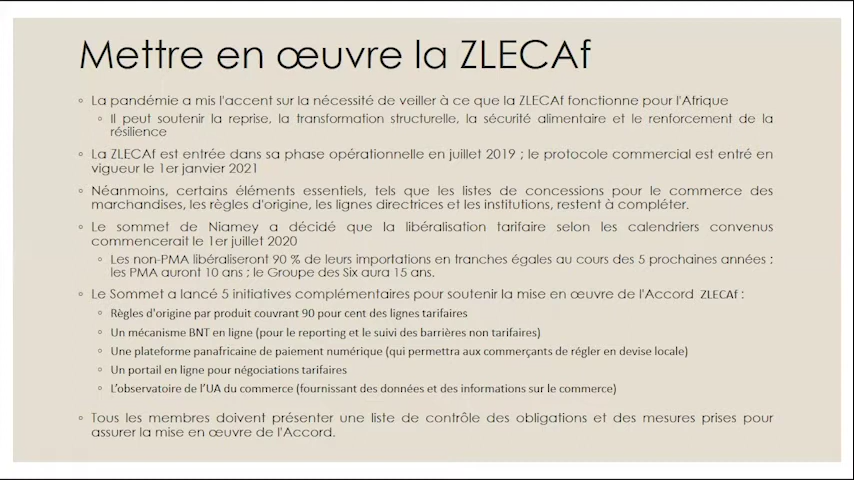 Mettre en œuvre la ZLECAf
◦ La pandémie a mis l'accent sur la nécessité de veiller à ce que la ZLECAf fonctionne pour l'Afrique
◦ Il peut soutenir la reprise, la transformation structurelle, la sécurité alimentaire et le renforcement de la
résilience
◦ La ZLECAf est entrée dans sa phase opérationnelle en juillet 2019 ; le protocole commercial est entré en
vigueur le 1er janvier 2021
◦ Néanmoins, certains éléments essentiels, tels que les listes de concessions pour le commerce des
marchandises, les règles d'origine, les lignes directrices et les institutions, restent à compléter.
◦ Le sommet de Niamey a décidé que la libéralisation tarifaire selon les calendriers convenus
commencerait le 1er juillet 2020
◦ Les non-PMA libéraliseront 90 % de leurs importations en tranches égales au cours des 5 prochaines années ;
les PMA auront 10 ans ; le Groupe des Six aura 15 ans.
◦ Le Sommet a lancé 5 initiatives complémentaires pour soutenir la mise en œuvre de l'Accord ZLECAf :
◦ Règles d'origine par produit couvrant 90 pour cent des lignes tarifaires
◦ Un mécanisme BNT en ligne (pour le reporting et le suivi des barrières non tarifaires)
◦ Une plateforme panafricaine de paiement numérique (qui permettra aux commerçants de régler en devise locale)
◦ Un portail en ligne pour négociations tarifaires
◦ L'observatoire de l'UA du commerce (fournissant des données et des informations sur le commerce)
◦ Tous les membres doivent présenter une liste de contrôle des obligations et des mesures prises pour
assurer la mise en œuvre de l'Accord.